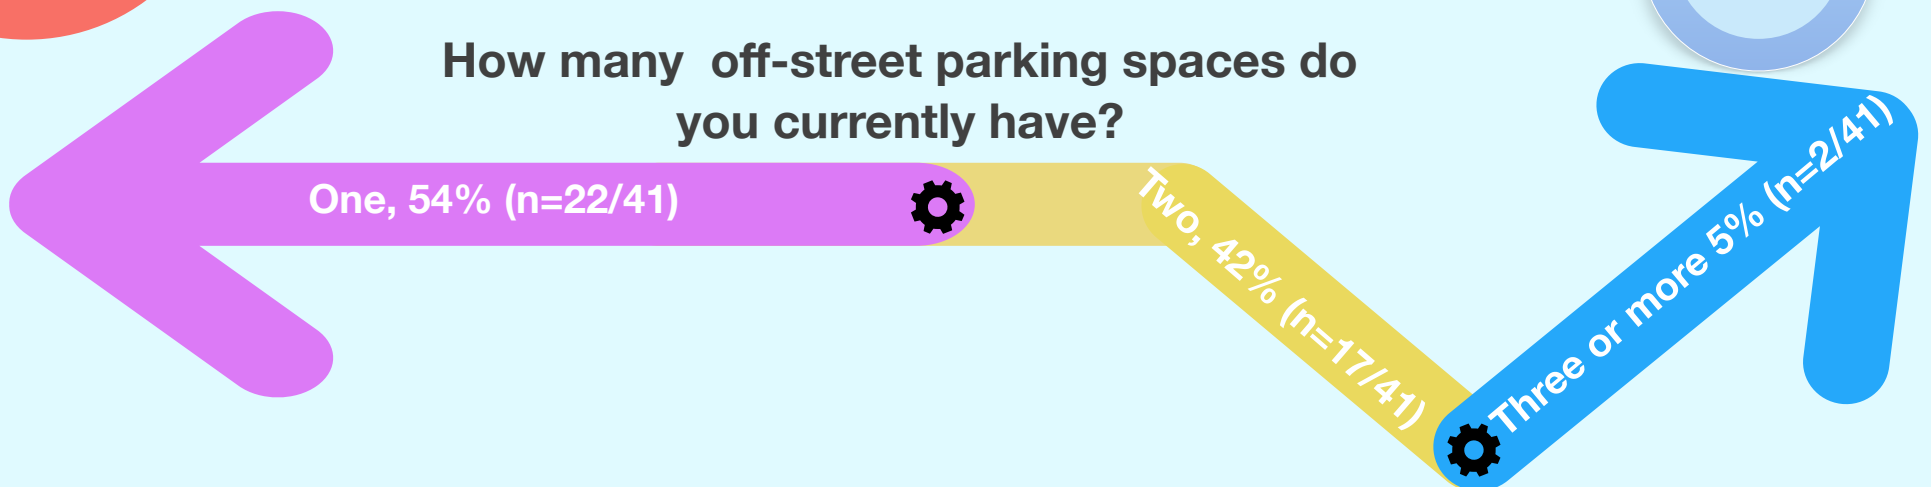 How many  off-street parking spaces do
you currently have?
One, 54% (n=22/41)
Two, 42% (n=17/41)
Three or more 5% (n=2/41)